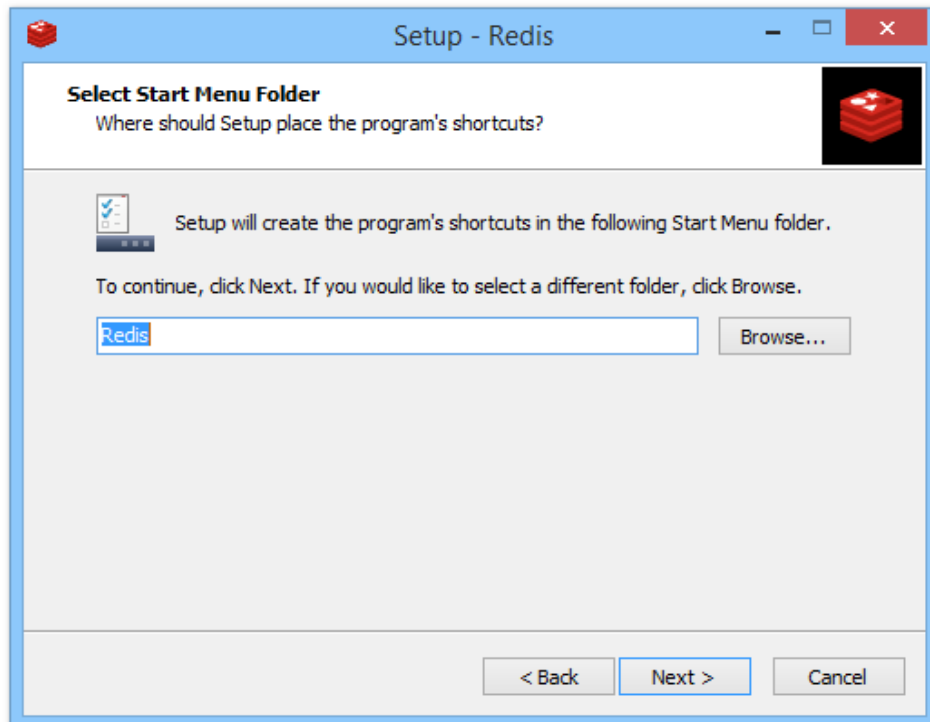 Setup - Redis
Select Start Menu Folder
Where should Setup place the program's shortcuts?
Setup will create the program's shortcuts in the following Start Menu folder.
To continue, click Next. If you would like to select a different folder, click Browse.
Redis
Browse...
< Back
Next >
Cancel